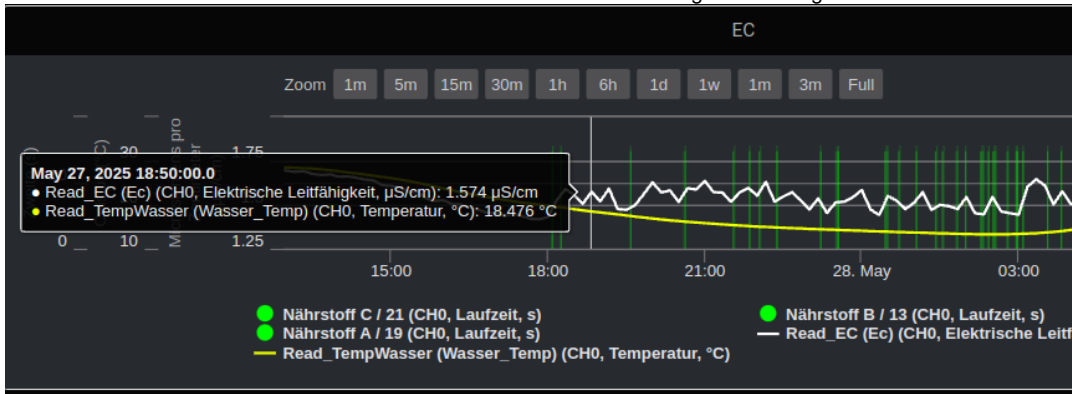 EC
Zoom 1m 5m 15m 30m 1h 6h 1d 1w 1m 3m Full
30
1.75
May 27, 2025 18:50:00.0
● Read_EC (Ec) (CH0, Elektrische Leitfähigkeit, µS/cm): 1.574 µS/cm
● Read_TempWasser (Wasser_Temp) (CH0, Temperatur, °C): 18.476 °C
0 10 1.25
15:00 18:00 21:00 28. May 03:00
Nährstoff C / 21 (CH0, Laufzeit, s)
Nährstoff B / 13 (CH0, Laufzeit, s)
Nährstoff A / 19 (CH0, Laufzeit, s)
Read_EC (Ec) (CH0, Elektrische Leitf
Read_TempWasser (Wasser_Temp) (CH0, Temperatur, °C)